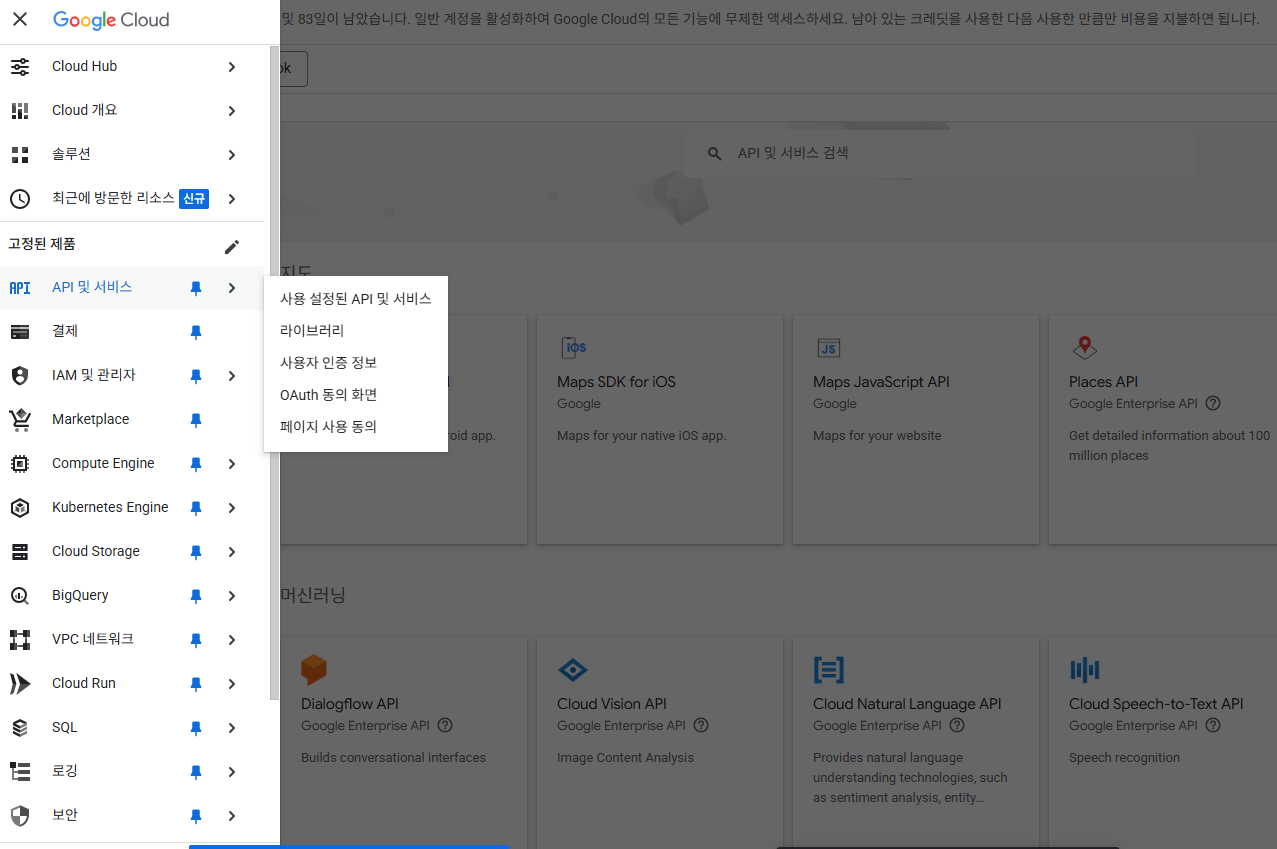 Google Cloud
및 83일이 남았습니다. 일반 계정을 활성화하여 Google Cloud의 모든 기능에 무제한 액세스하세요. 남아 있는 크레딧을 사용한 다음 사용한 만큼만 비용을 지불하면 됩니다.
Cloud Hub
ok
Cloud 개요
솔루션
API 및 서비스 검색
최근에 방문한 리소스 신규
고정된 제품
API 및 서비스
결제
IAM 및 관리자
Marketplace
Compute Engine
Kubernetes Engine
Cloud Storage
BigQuery
VPC 네트워크
Cloud Run
SQL
로깅
보안
사용 설정된 API 및 서비스
라이브러리
사용자 인증 정보
OAuth 동의 화면
페이지 사용 동의
지도
API
iOS
Maps SDK for iOS
Google
Maps for your native iOS app.
JS
Maps JavaScript API
Google
Maps for your website
Places API
Google Enterprise API
Get detailed information about 100
million places
머신러닝
Dialogflow API
Google Enterprise API
Builds conversational interfaces
Cloud Vision API
Google Enterprise API
Image Content Analysis
Cloud Natural Language API
Google Enterprise API
Provides natural language
understanding technologies, such
as sentiment analysis, entity…
Cloud Speech-to-Text API
Google Enterprise API
Speech recognition